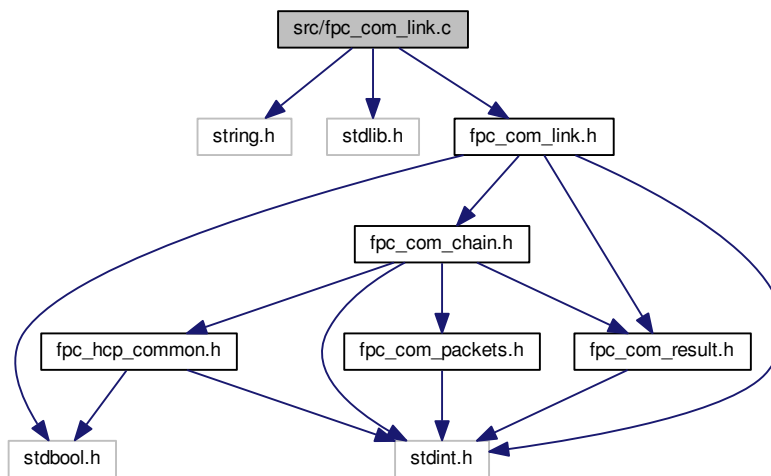 src/fpc_com_link.c
string.h
stdlib.h
fpc_com_link.h
fpc_com_chain.h
fpc_hcp_common.h
fpc_com_packets.h
fpc_com_result.h
stdbool.h
stdint.h